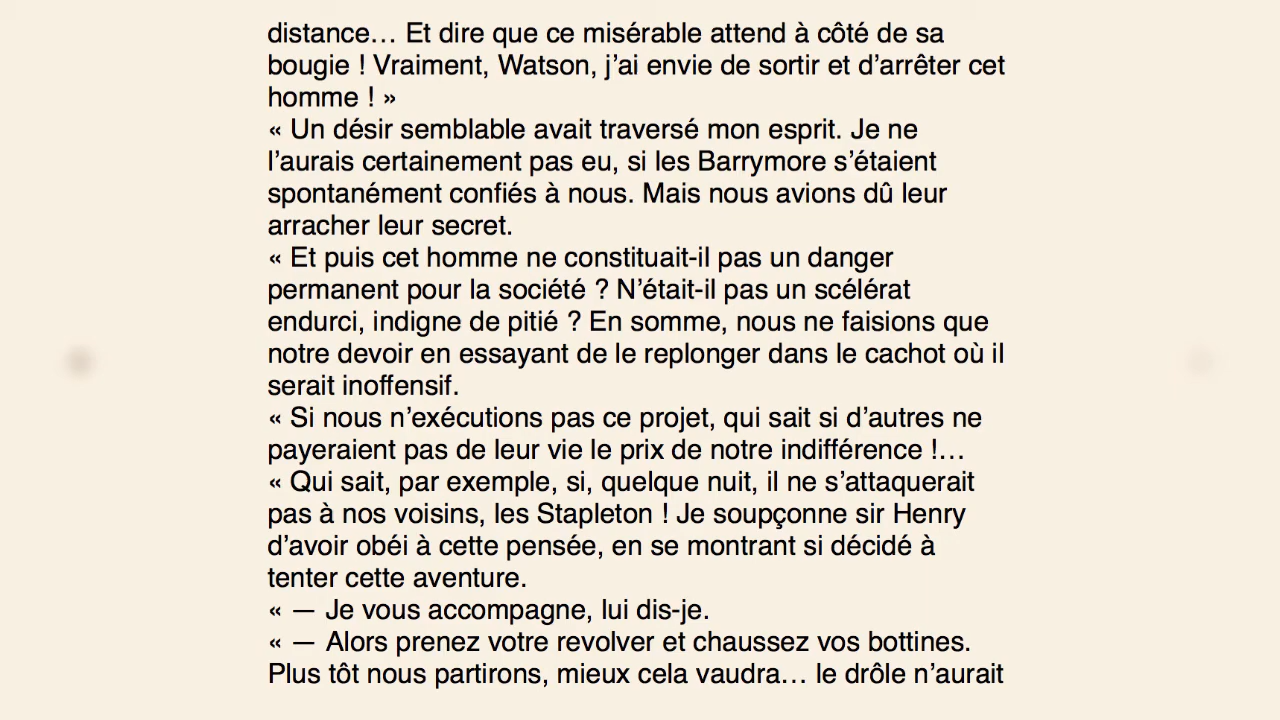 distance… Et dire que ce misérable attend à côté de sa
bougie ! Vraiment, Watson, j’ai envie de sortir et d’arrêter cet
homme ! »
« Un désir semblable avait traversé mon esprit. Je ne
l’aurais certainement pas eu, si les Barrymore s’étaient
spontanément confiés à nous. Mais nous avions dû leur
arracher leur secret.
« Et puis cet homme ne constituait-il pas un danger
permanent pour la société ? N’était-il pas un scélérat
endurci, indigne de pitié ? En somme, nous ne faisions que
notre devoir en essayant de le replonger dans le cachot où il
serait inoffensif.
« Si nous n’exécutions pas ce projet, qui sait si d’autres ne
payeraient pas de leur vie le prix de notre indifférence !…
« Qui sait, par exemple, si, quelque nuit, il ne s’attaquerait
pas à nos voisins, les Stapleton ! Je soupçonne sir Henry
d’avoir obéi à cette pensée, en se montrant si décidé à
tenter cette aventure.
« — Je vous accompagne, lui dis-je.
« — Alors prenez votre revolver et chaussez vos bottines.
Plus tôt nous partirons, mieux cela vaudra… le drôle n’aurait